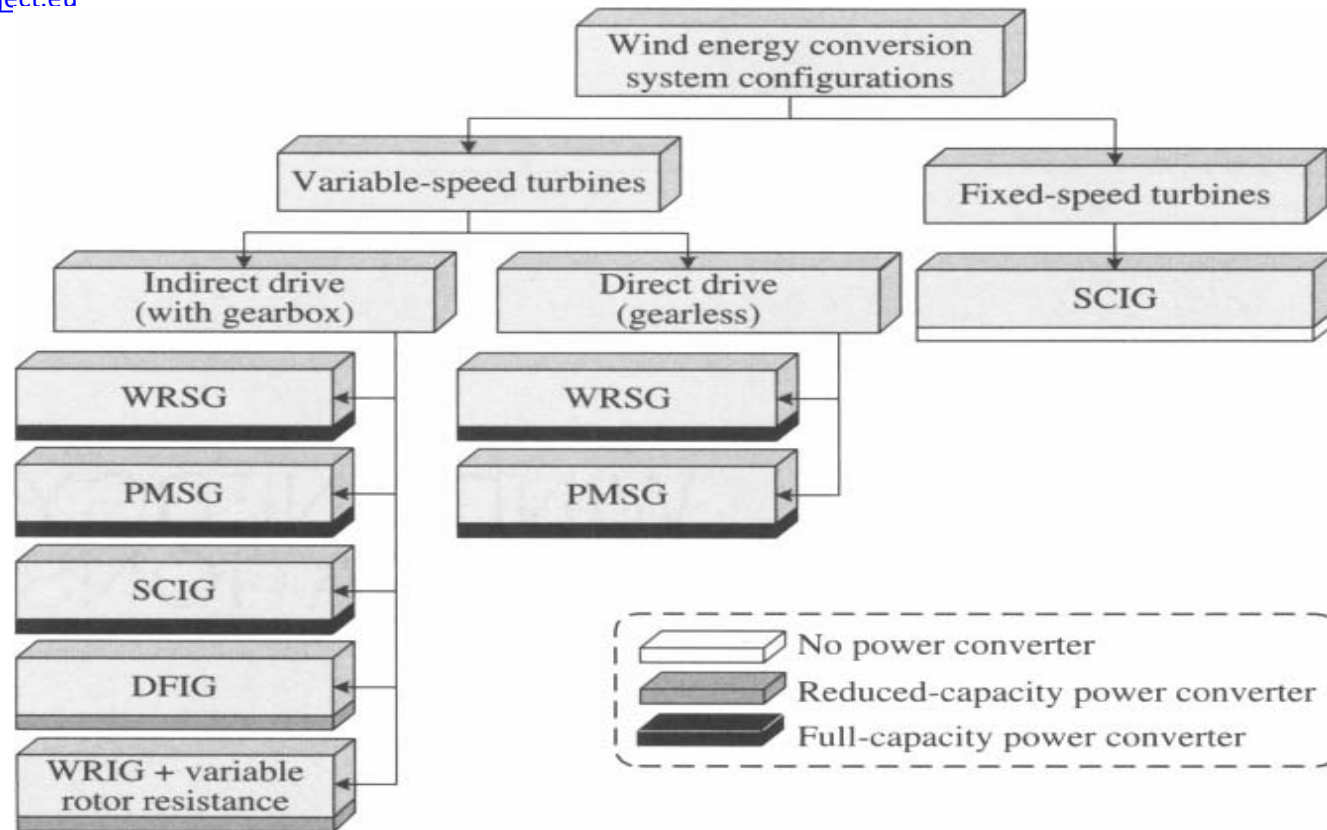 ect.eu
Wind energy conversion
system configurations
Variable-speed turbines
Fixed-speed turbines
Indirect drive
(with gearbox)
Direct drive
(gearless)
SCIG
WRSG
WRSG
PMSG
PMSG
SCIG
DFIG
WRIG + variable
rotor resistance
No power converter
Reduced-capacity power converter
Full-capacity power converter